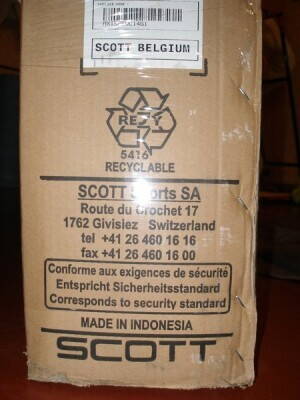 SCOTT BELGIUM
RESY
5416
RECYCLABLE
SCOTT Sports SA
Route du Crochet 17
1762 Givisiez Switzerland
tel +41 26 460 16 16
fax +41 26 460 16 00
Conforme aux exigences de sécurité
Entspricht Sicherheitsstandard
Corresponds to security standard
MADE IN INDONESIA
SCOTT